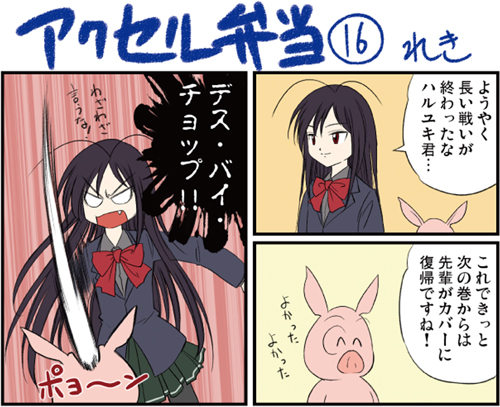 アクセル弁当⑯ れき
ようやく
長い戦いが
終わったな
ハルユキ君…
これできっと
次の巻からは
先輩がカバーに
復帰ですね!
よかった
よかった
デス・バイ・
チョップ!!
わざわざ
言うな!
ポョ〜ン